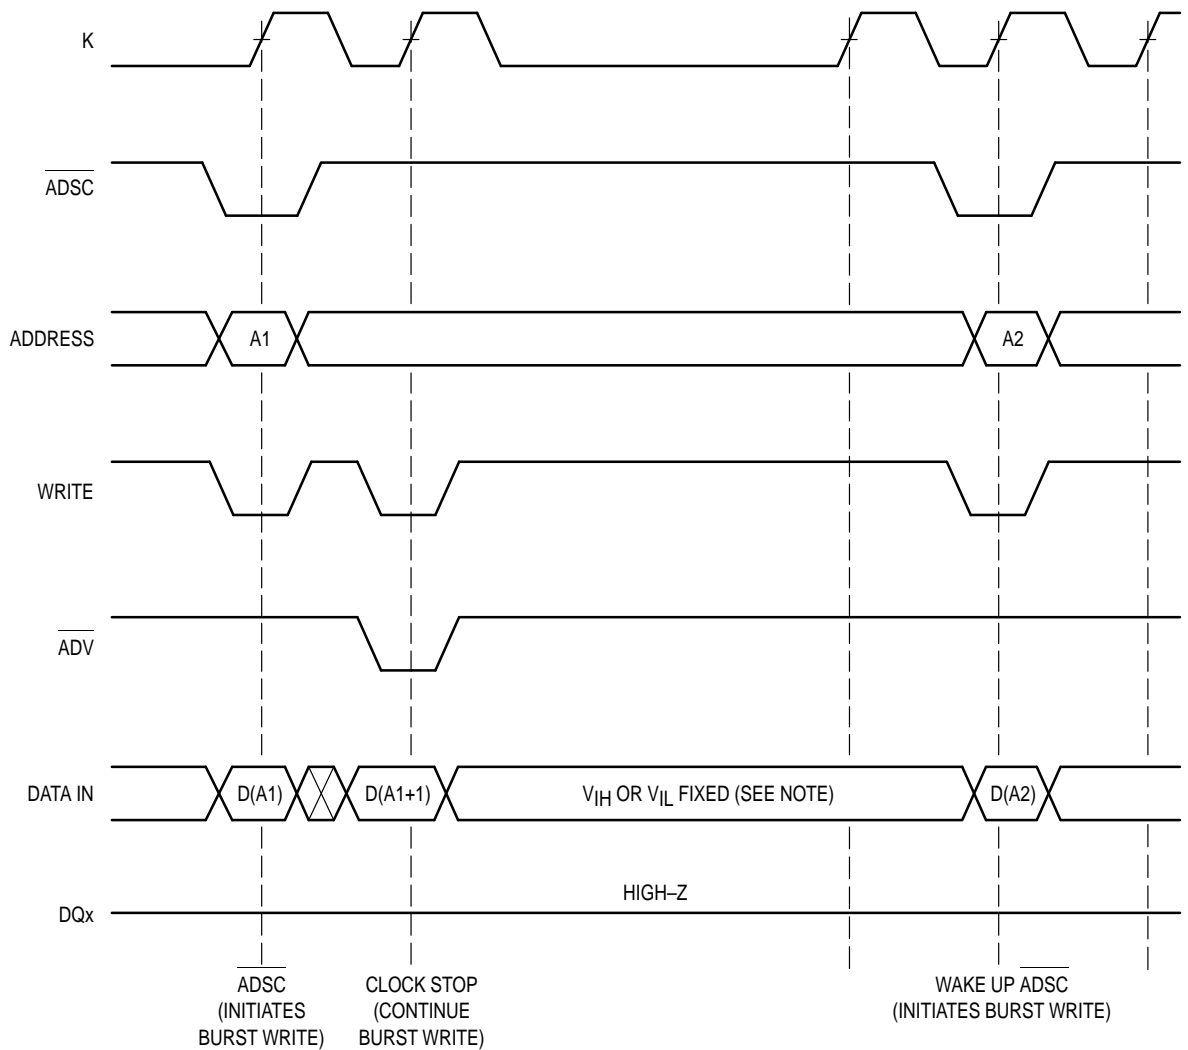 K
ADSC
ADDRESS
A1
A2
WRITE
ADV
DATA IN
D(A1)
D(A1+1)
VIH OR VIL FIXED (SEE NOTE)
D(A2)
HIGH–Z
DQx
ADSC
(INITIATES
BURST WRITE)
CLOCK STOP
(CONTINUE
BURST WRITE)
WAKE UP ADSC
(INITIATES BURST WRITE)